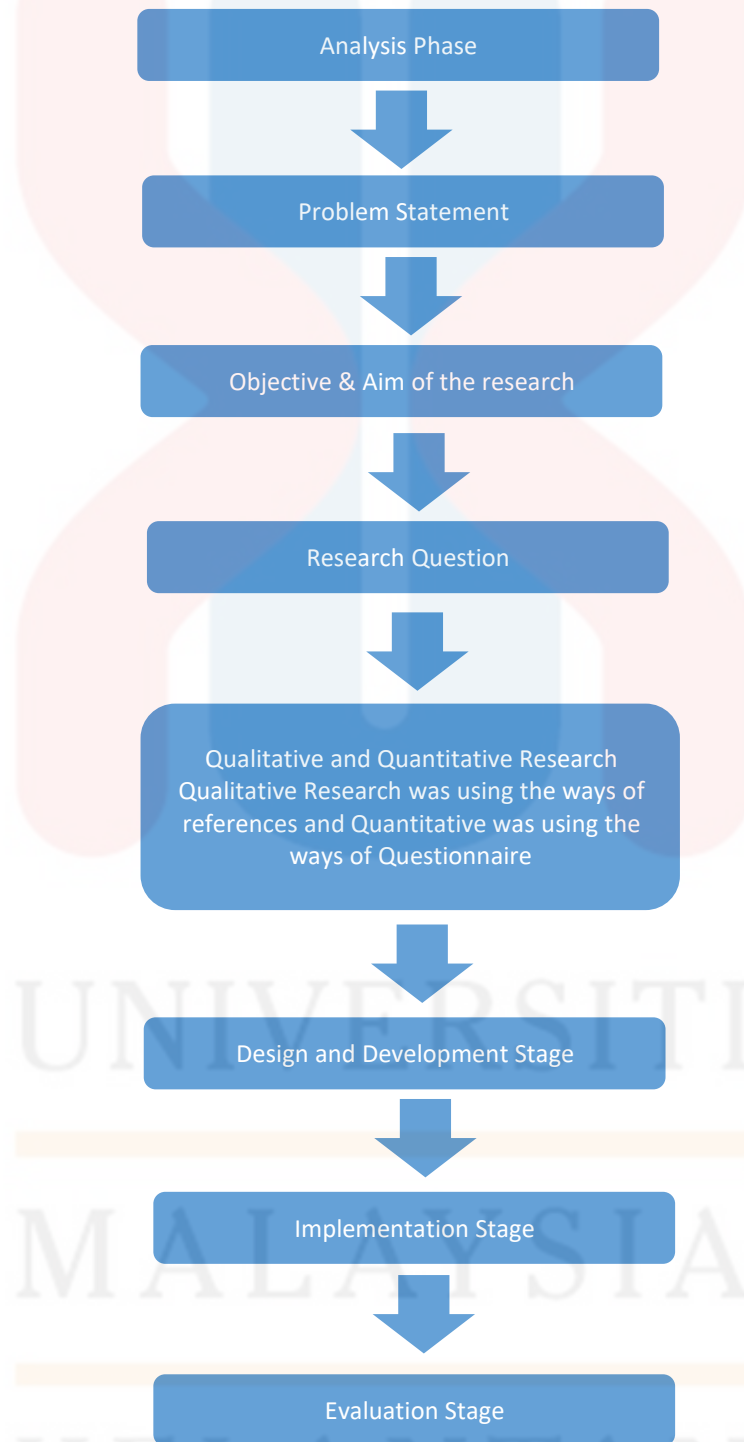 Analysis Phase
Problem Statement
Objective & Aim of the research
Research Question
Qualitative and Quantitative Research
Qualitative Research was using the ways of
references and Quantitative was using the
ways of Questionnaire
UNIVERSITI
Design and Development Stage
Implementation Stage
MALAYSIA
Evaluation Stage